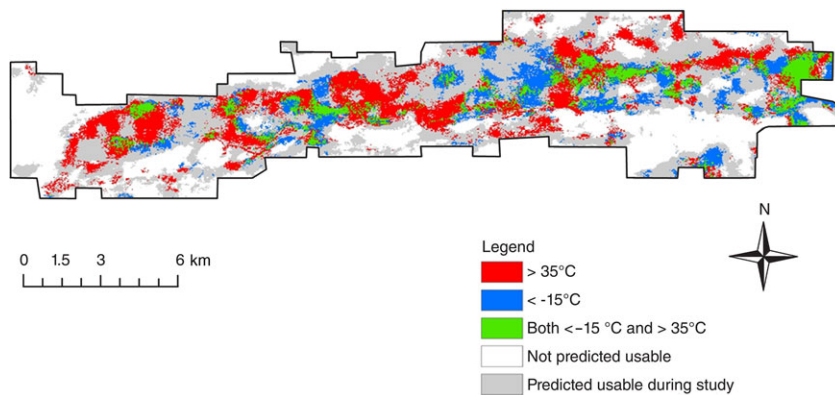 N
0 1.5 3 6 km
Legend
> 35°C
< -15°C
Both <–15 °C and > 35°C
Not predicted usable
Predicted usable during study